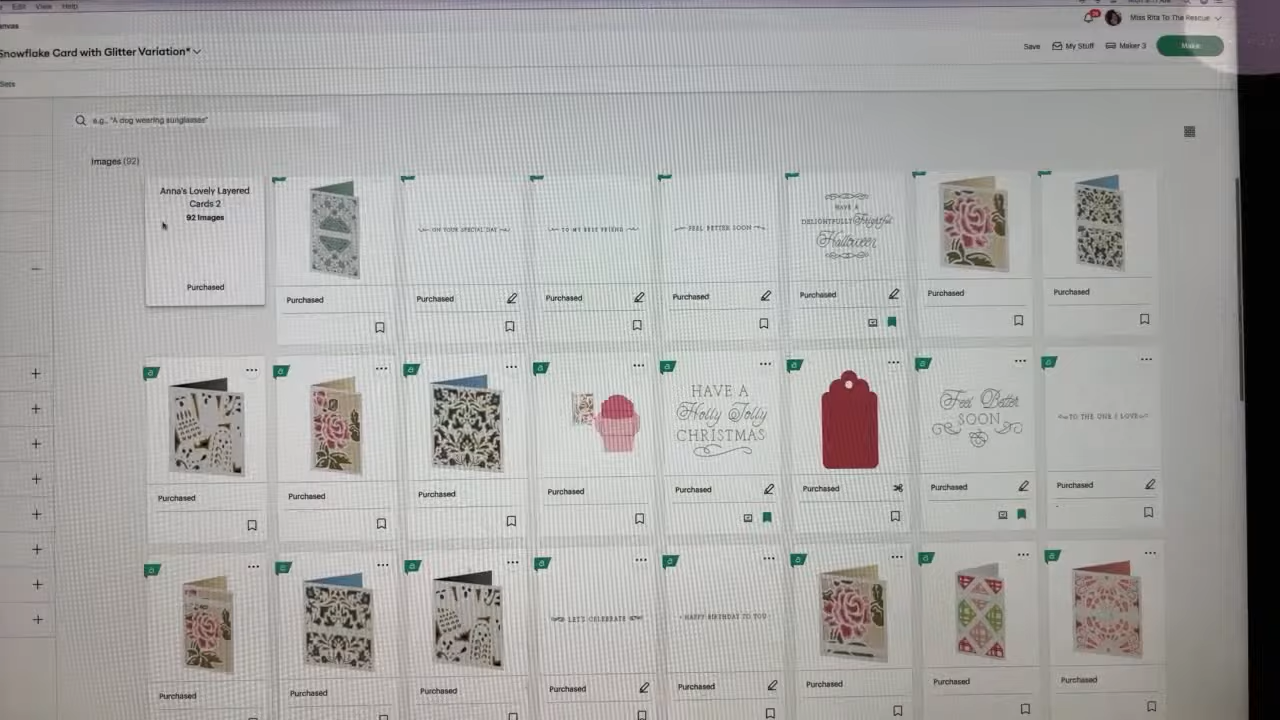 Edit View Help
Miss Rita To The Rescue
Snowflake Card with Glitter Variation*
Save
My Stuff
Maker 3
Make
Sets
e.g., "A dog wearing sunglasses"
Images (92)
Anna's Lovely Layered
Cards 2
92 Images
Purchased
Purchased
ON YOUR SPECIAL DAY
Purchased
TO MY BEST FRIEND
Purchased
FEEL BETTER SOON
Purchased
HAVE A
DELIGHTFULLY Frightful
Halloween
Purchased
Purchased
Purchased
Purchased
Purchased
Purchased
Purchased
HAVE A
Holly Jolly
CHRISTMAS
Purchased
Purchased
Feel Better
SOON
Purchased
TO THE ONE I LOVE
Purchased
Purchased
Purchased
Purchased
LET'S CELEBRATE
Purchased
HAPPY BIRTHDAY TO YOU
Purchased
Purchased
Purchased
Purchased